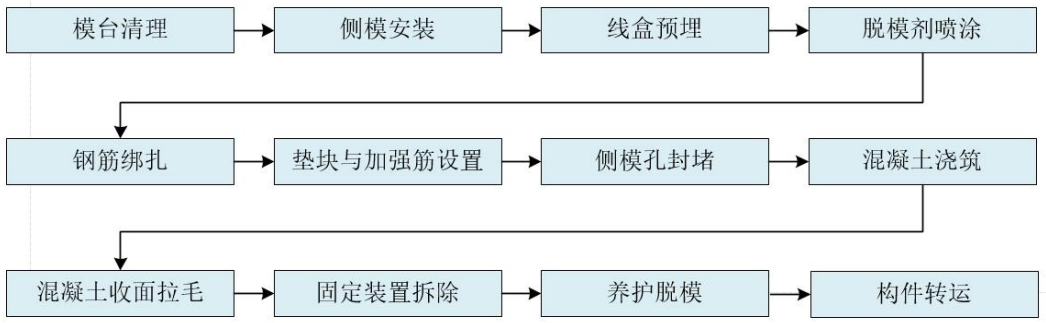 模台清理
侧模安装
线盒预埋
脱模剂喷涂
钢筋绑扎
垫块与加强筋设置
侧模孔封堵
混凝土浇筑
混凝土收面拉毛
固定装置拆除
养护脱模
构件转运